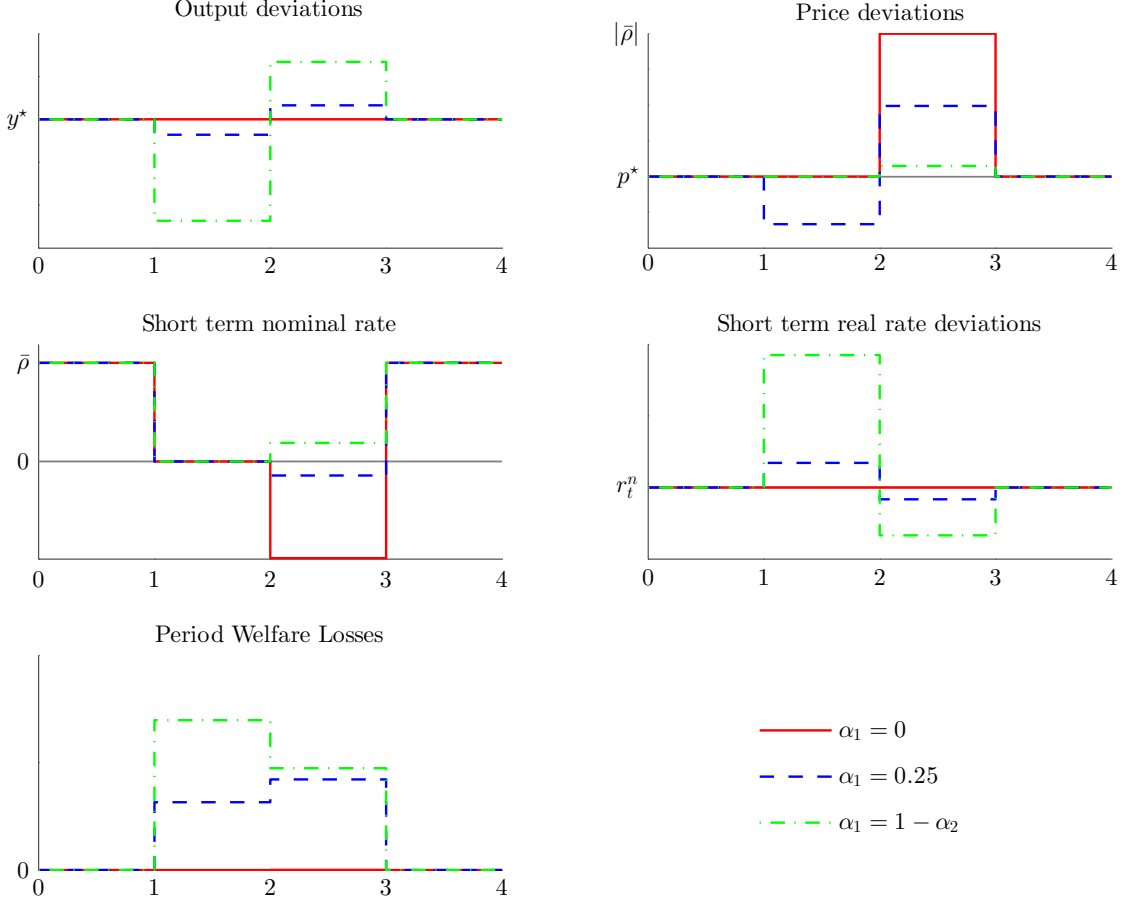 Output deviations
y⋆
0 1 2 3 4
Price deviations
|ρ̄|
p⋆
0 1 2 3 4
Short term nominal rate
ρ̄
0
0 1 2 3 4
Short term real rate deviations
rₜⁿ
0 1 2 3 4
Period Welfare Losses
0
0 1 2 3 4
α₁ = 0
α₁ = 0.25
α₁ = 1 − α₂